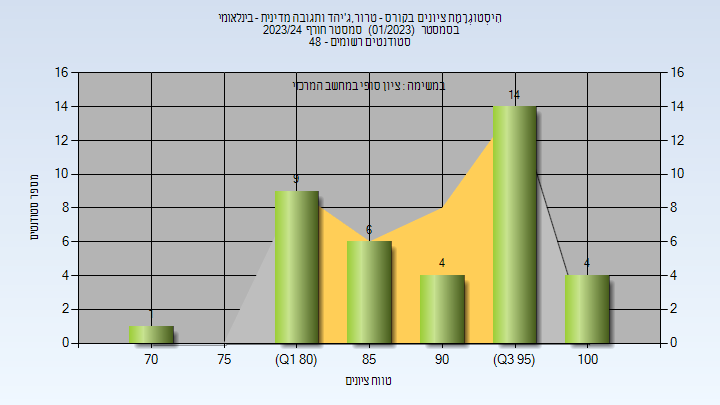 היסטוגרמת ציונים בקורס - טרור,ג'יהד ותגובה מדינית - בינלאומי
בסמסטר (01/2023) סמסטר חורף 2023/24
סטודנטים רשומים - 48
במשימה : ציון סופי במחשב המרכזי
16 16
14 14 14
12 12
10 10
9
8 8
6 6 6
4 4 4 4
2 2
1
0 0
70 75 (Q1 80) 85 90 (Q3 95) 100
מספר סטודנטים
טווח ציונים